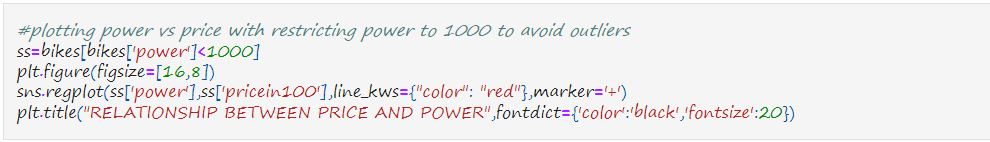 #plotting power vs price with restricting power to 1000 to avoid outliers
ss=bikes[bikes['power']<1000]
plt.figure(figsize=[16,8])
sns.regplot(ss['power'],ss['pricein100'],line_kws={"color": "red"},marker='+')
plt.title("RELATIONSHIP BETWEEN PRICE AND POWER",fontdict={'color':'black','fontsize':20})